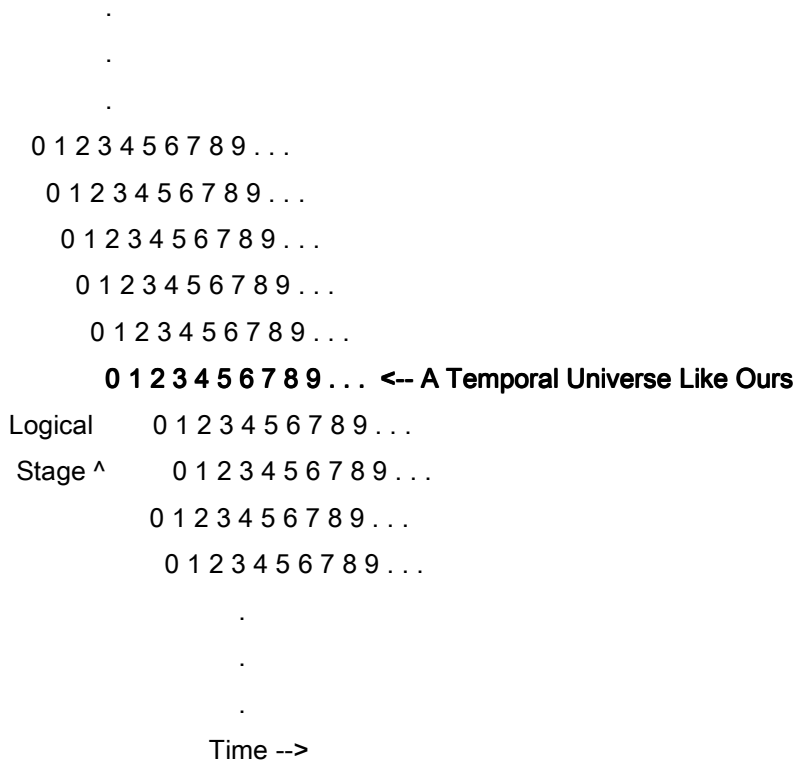 .
.
.
0 1 2 3 4 5 6 7 8 9 . . .
0 1 2 3 4 5 6 7 8 9 . . .
0 1 2 3 4 5 6 7 8 9 . . .
0 1 2 3 4 5 6 7 8 9 . . .
0 1 2 3 4 5 6 7 8 9 . . .
0 1 2 3 4 5 6 7 8 9 . . . <-- A Temporal Universe Like Ours
Logical 0 1 2 3 4 5 6 7 8 9 . . .
Stage ^ 0 1 2 3 4 5 6 7 8 9 . . .
0 1 2 3 4 5 6 7 8 9 . . .
0 1 2 3 4 5 6 7 8 9 . . .
.
.
.
Time -->